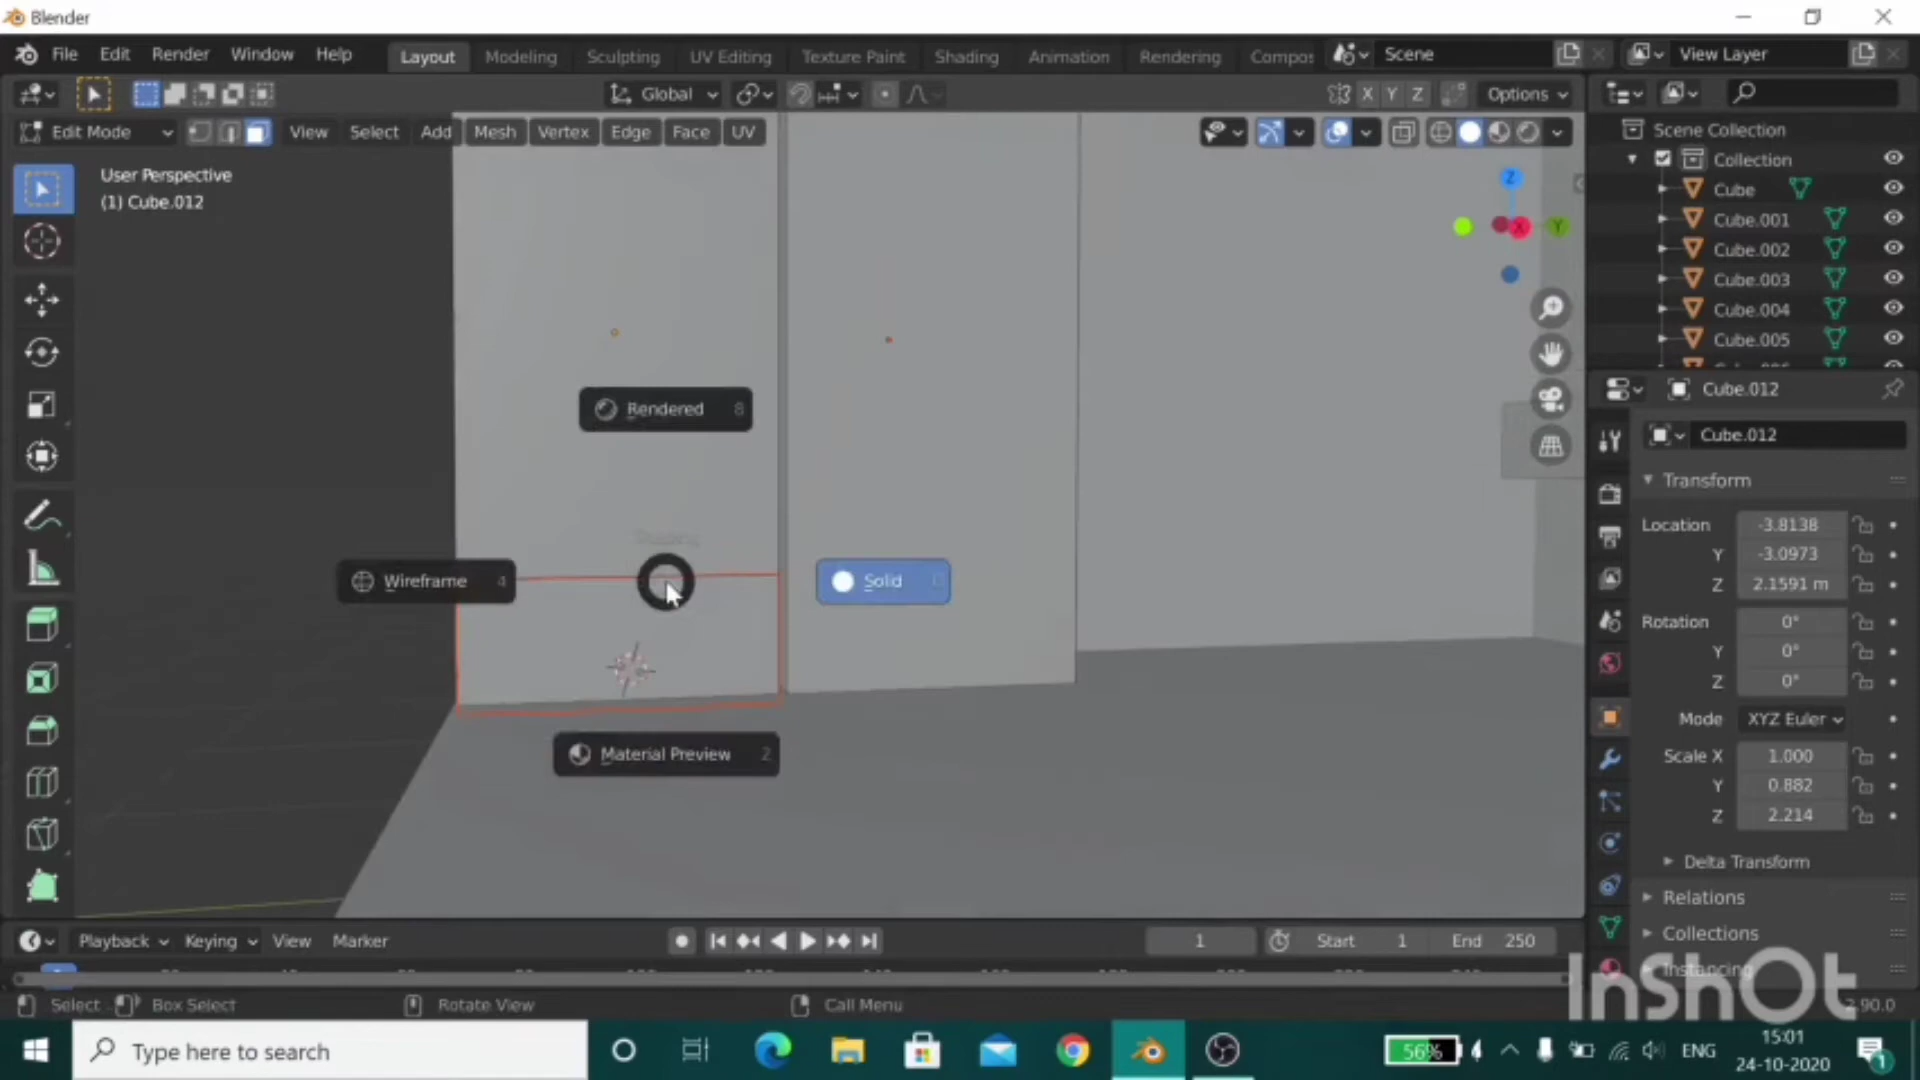 Blender
File Edit Render Window Help Layout Modeling Sculpting UV Editing Texture Paint Shading Animation Rendering Compos Scene View Layer
Global X Y Z Options
Edit Mode View Select Add Mesh Vertex Edge Face UV
User Perspective
(1) Cube.012
Z
X
Y
Rendered 8
Wireframe 4
Solid
Material Preview 2
Scene Collection
Collection
Cube
Cube.001
Cube.002
Cube.003
Cube.004
Cube.005
Cube.012
Cube.012
Transform
Location -3.8138
Y -3.0973
Z 2.1591 m
Rotation 0°
Y 0°
Z 0°
Mode XYZ Euler
Scale X 1.000
Y 0.882
Z 2.214
Delta Transform
Relations
Collections
Instancing
Playback Keying View Marker 1 Start 1 End 250
Select Box Select Rotate View Call Menu 2.90.0
InShOt
Type here to search
56% ENG 15:01
24-10-2020
1